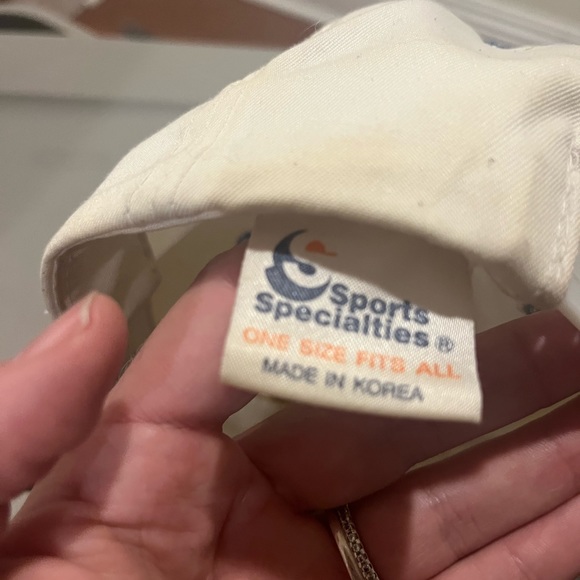 Sports
Specialties®
ONE SIZE FITS ALL
MADE IN KOREA